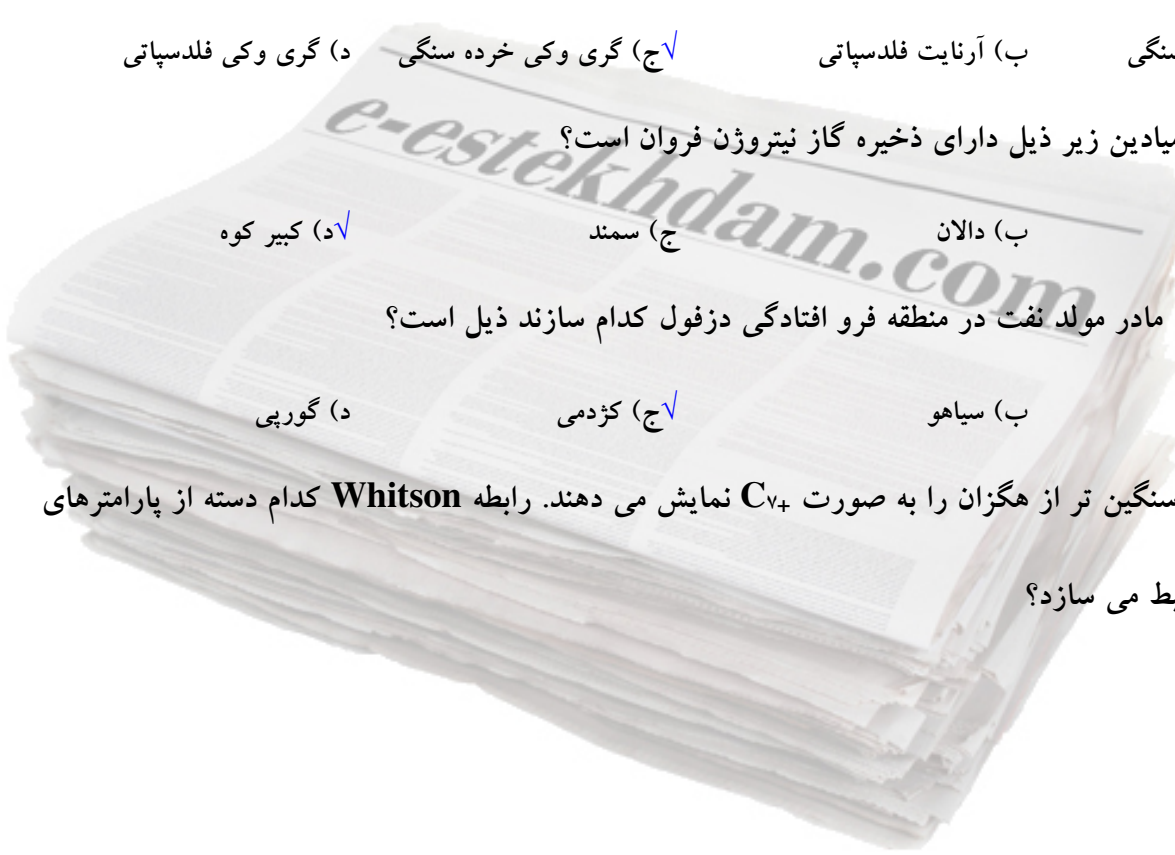 سنگی ب) آرنایت فلدسپاتی √ج) گری وکی خرده سنگی د) گری وکی فلدسپاتی
e-estekhdam.com
میادین زیر ذیل دارای ذخیره گاز نیتروژن فروان است؟
ب) دالان ج) سمند √د) کبیر کوه
مادر مولد نفت در منطقه فرو افتادگی دزفول کدام سازند ذیل است؟
ب) سیاهو √ج) کژدمی د) گورپی
سنگین تر از هگزان را به صورت C₇₊ نمایش می دهند. رابطه Whitson کدام دسته از پارامترهای
می سازد؟